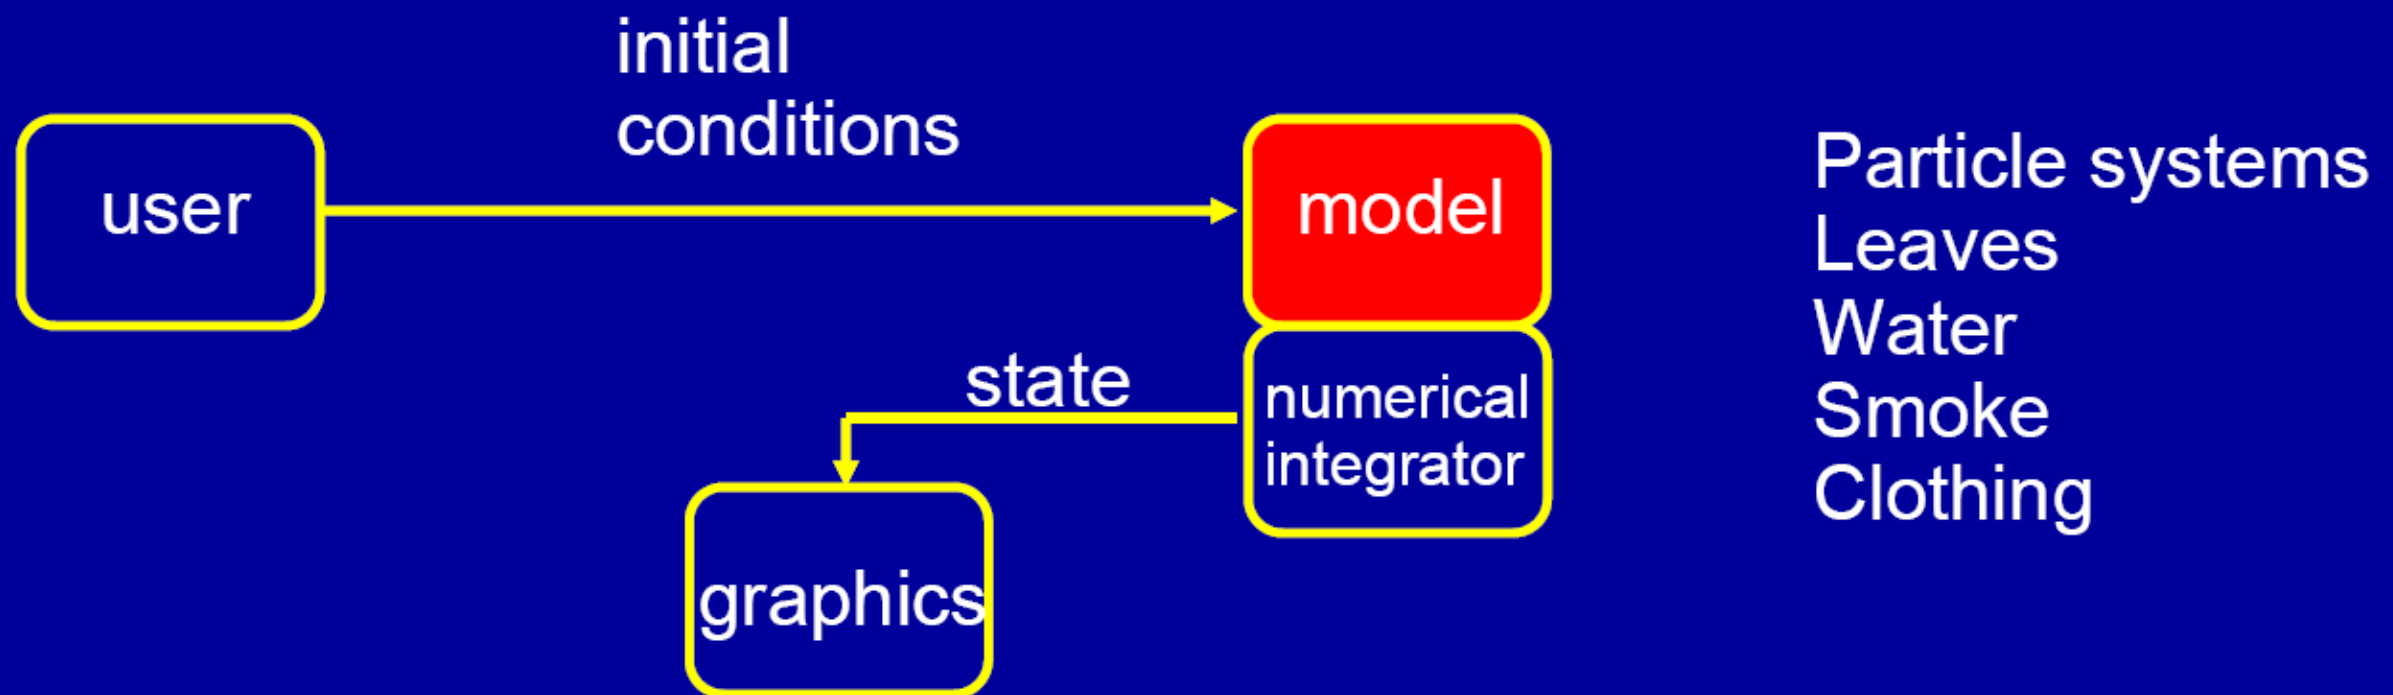 initial
conditions
user
model
state
numerical
integrator
graphics
Particle systems
Leaves
Water
Smoke
Clothing